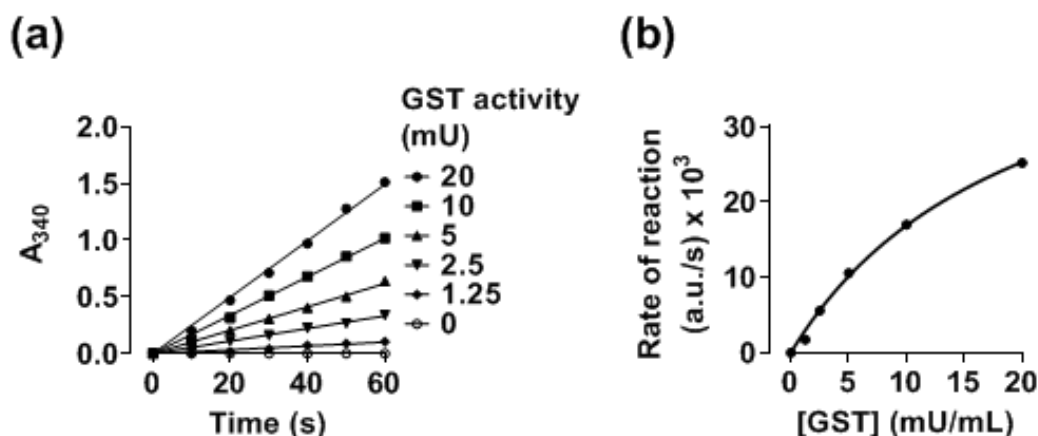 (a)
GST activity
(mU)
20
10
5
2.5
1.25
0
2.0
1.5
1.0
0.5
0.0
A340
0 20 40 60
Time (s)
(b)
Rate of reaction
(a.u./s) x 10³
30
20
10
0
0 5 10 15 20
[GST] (mU/mL)